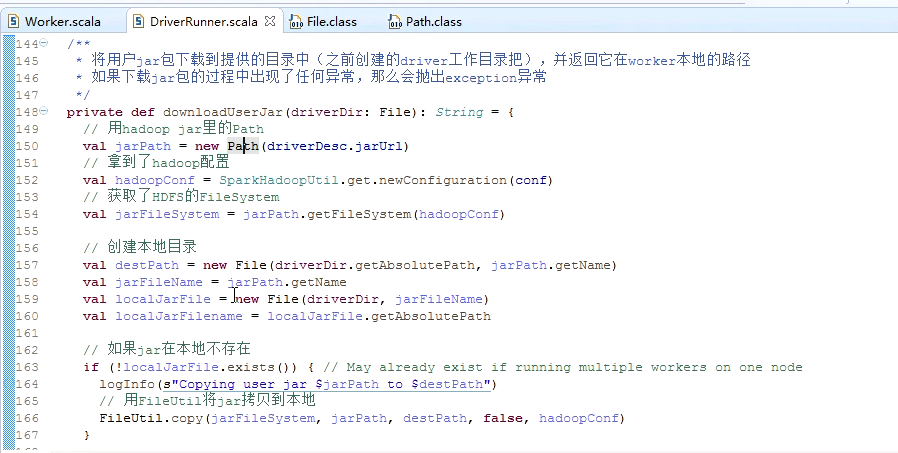 Worker.scala DriverRunner.scala File.class Path.class
144 /**
145 * 将用户jar包下载到提供的目录中（之前创建的driver工作目录把），并返回它在worker本地的路径
146 * 如果下载jar包的过程中出现了任何异常，那么会抛出exception异常
147 */
148 private def downloadUserJar(driverDir: File): String = {
149 // 用hadoop jar里的Path
150 val jarPath = new Path(driverDesc.jarUrl)
151 // 拿到了hadoop配置
152 val hadoopConf = SparkHadoopUtil.get.newConfiguration(conf)
153 // 获取了HDFS的FileSystem
154 val jarFileSystem = jarPath.getFileSystem(hadoopConf)
155
156 // 创建本地目录
157 val destPath = new File(driverDir.getAbsolutePath, jarPath.getName)
158 val jarFileName = jarPath.getName
159 val localJarFile = new File(driverDir, jarFileName)
160 val localJarFilename = localJarFile.getAbsolutePath
161
162 // 如果jar在本地不存在
163 if (!localJarFile.exists()) { // May already exist if running multiple workers on one node
164 logInfo(s"Copying user jar $jarPath to $destPath")
165 // 用FileUtil将jar拷贝到本地
166 FileUtil.copy(jarFileSystem, jarPath, destPath, false, hadoopConf)
167 }